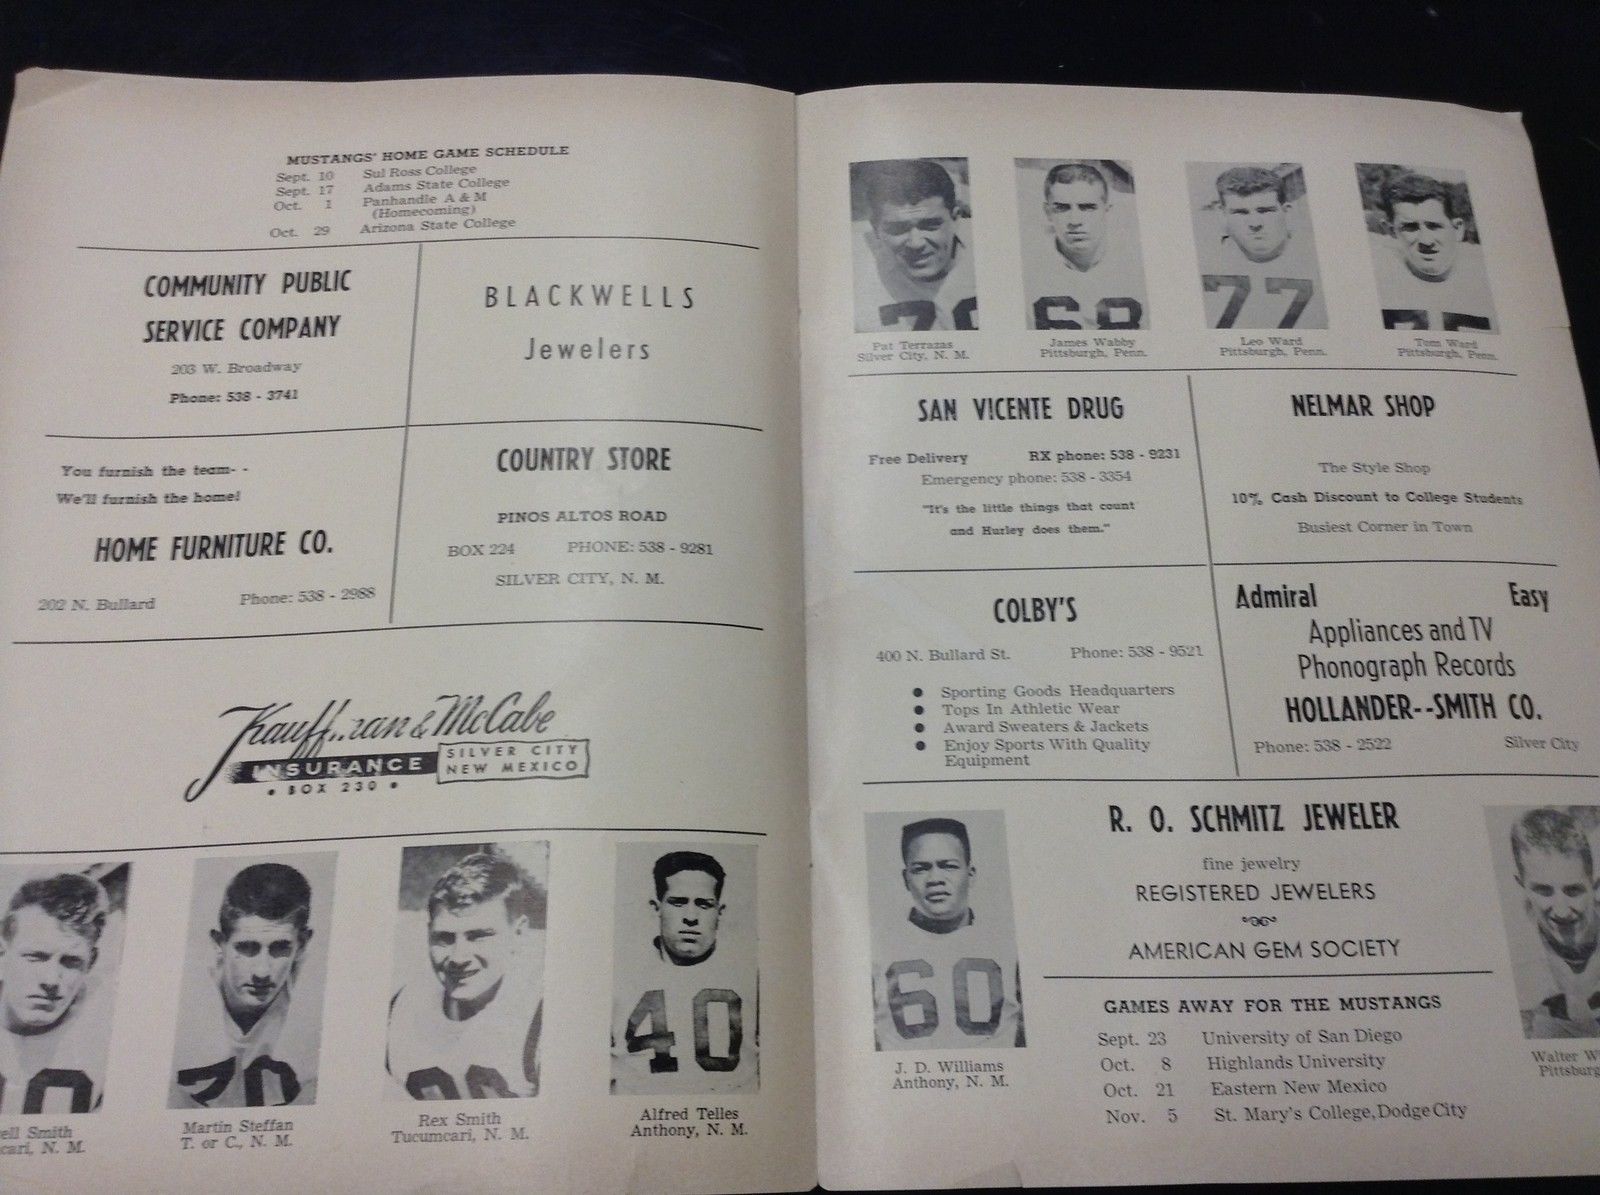 MUSTANGS' HOME GAME SCHEDULE
Sept. 10 Sul Ross College
Sept. 17 Adams State College
Oct. 1 Panhandle A & M
(Homecoming)
Oct. 29 Arizona State College
COMMUNITY PUBLIC
SERVICE COMPANY
203 W. Broadway
Phone: 538 - 3741
BLACKWELLS
Jewelers
You furnish the team- -
We'll furnish the home!
HOME FURNITURE CO.
202 N. Bullard Phone: 538 - 2988
COUNTRY STORE
PINOS ALTOS ROAD
BOX 224 PHONE: 538 - 9281
SILVER CITY, N. M.
Kauffman & McCabe
INSURANCE
SILVER CITY
NEW MEXICO
• BOX 230 •
70
40
ell Smith
cari, N. M.
Martin Steffan
T. or C., N. M.
Rex Smith
Tucumcari, N. M.
Alfred Telles
Anthony, N. M.
68
77
75
Pat Terrazas
Silver City, N. M.
James Wabby
Pittsburgh, Penn.
Leo Ward
Pittsburgh, Penn.
Tom Ward
Pittsburgh, Penn.
SAN VICENTE DRUG
Free Delivery RX phone: 538 - 9231
Emergency phone: 538 - 3354
"It's the little things that count
and Hurley does them."
NELMAR SHOP
The Style Shop
10% Cash Discount to College Students
Busiest Corner in Town
COLBY'S
400 N. Bullard St. Phone: 538 - 9521
● Sporting Goods Headquarters
● Tops In Athletic Wear
● Award Sweaters & Jackets
● Enjoy Sports With Quality
Equipment
Admiral Easy
Appliances and TV
Phonograph Records
HOLLANDER--SMITH CO.
Phone: 538 - 2522 Silver City
60
J. D. Williams
Anthony, N. M.
R. O. SCHMITZ JEWELER
fine jewelry
REGISTERED JEWELERS
AMERICAN GEM SOCIETY
GAMES AWAY FOR THE MUSTANGS
Sept. 23 University of San Diego
Oct. 8 Highlands University
Oct. 21 Eastern New Mexico
Nov. 5 St. Mary's College, Dodge City
Walter W
Pittsburg